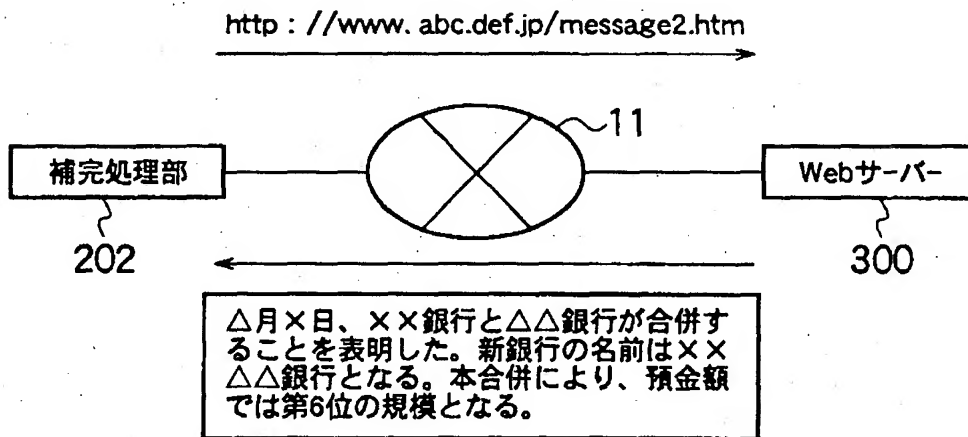 http : //www. abc.def.jp/message2.htm
11
補完処理部
Webサーバー
202
300
△月×日、××銀行と△△銀行が合併す
ることを表明した。新銀行の名前は××
△△銀行となる。本合併により、預金額
では第6位の規模となる。